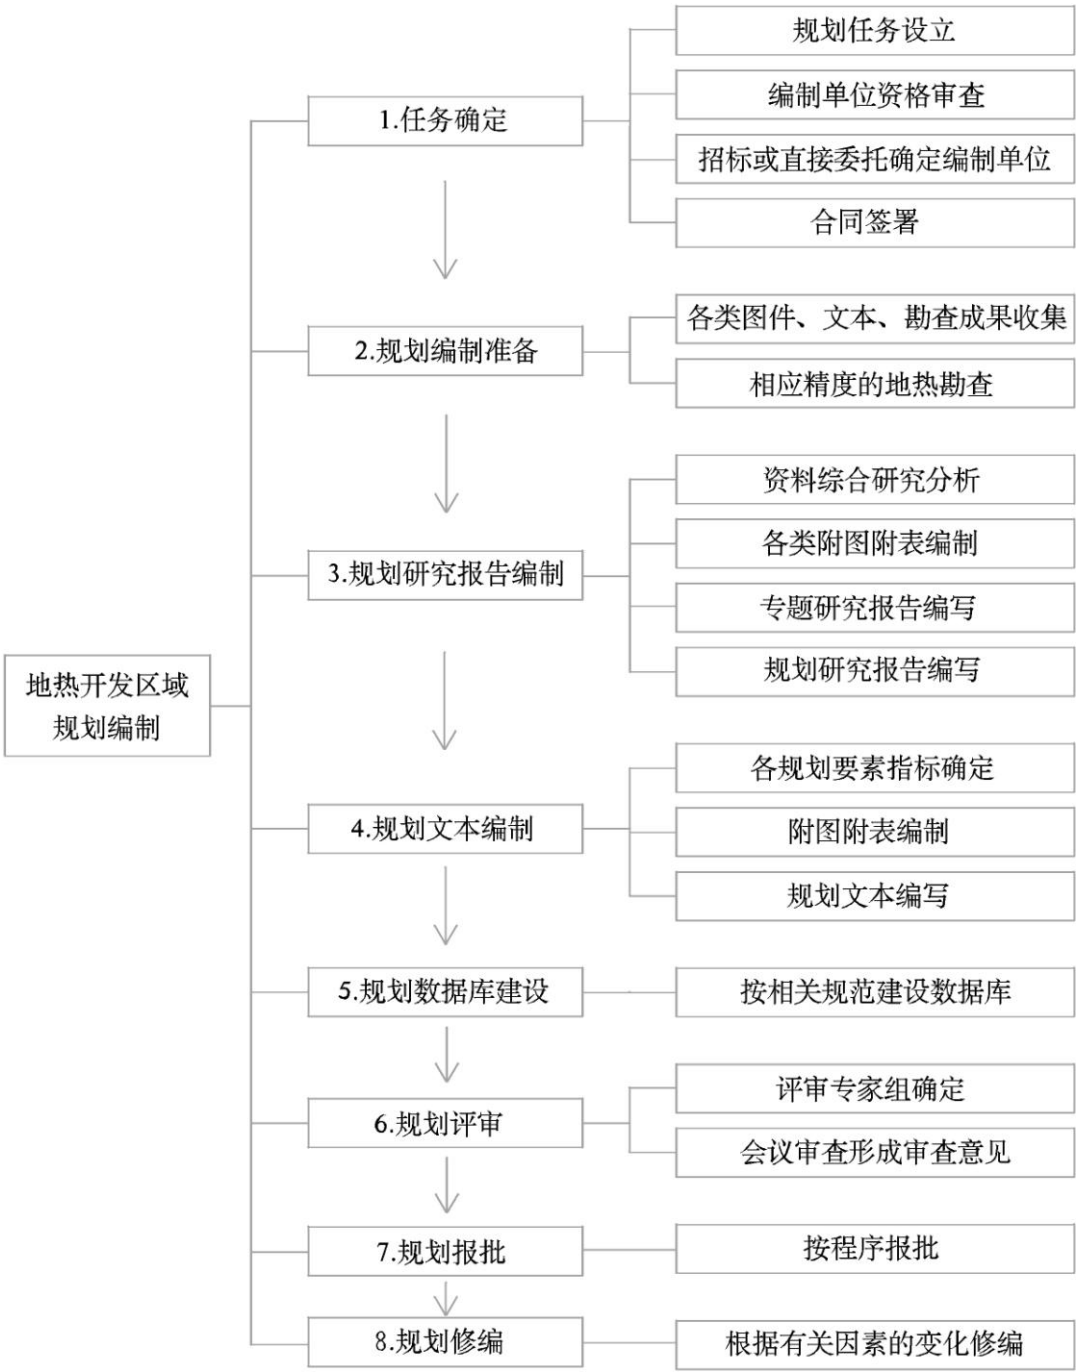 地热开发区域
规划编制
1.任务确定
规划任务设立
编制单位资格审查
招标或直接委托确定编制单位
合同签署
2.规划编制准备
各类图件、文本、勘查成果收集
相应精度的地热勘查
3.规划研究报告编制
资料综合研究分析
各类附图附表编制
专题研究报告编写
规划研究报告编写
4.规划文本编制
各规划要素指标确定
附图附表编制
规划文本编写
5.规划数据库建设
按相关规范建设数据库
6.规划评审
评审专家组确定
会议审查形成审查意见
7.规划报批
按程序报批
8.规划修编
根据有关因素的变化修编